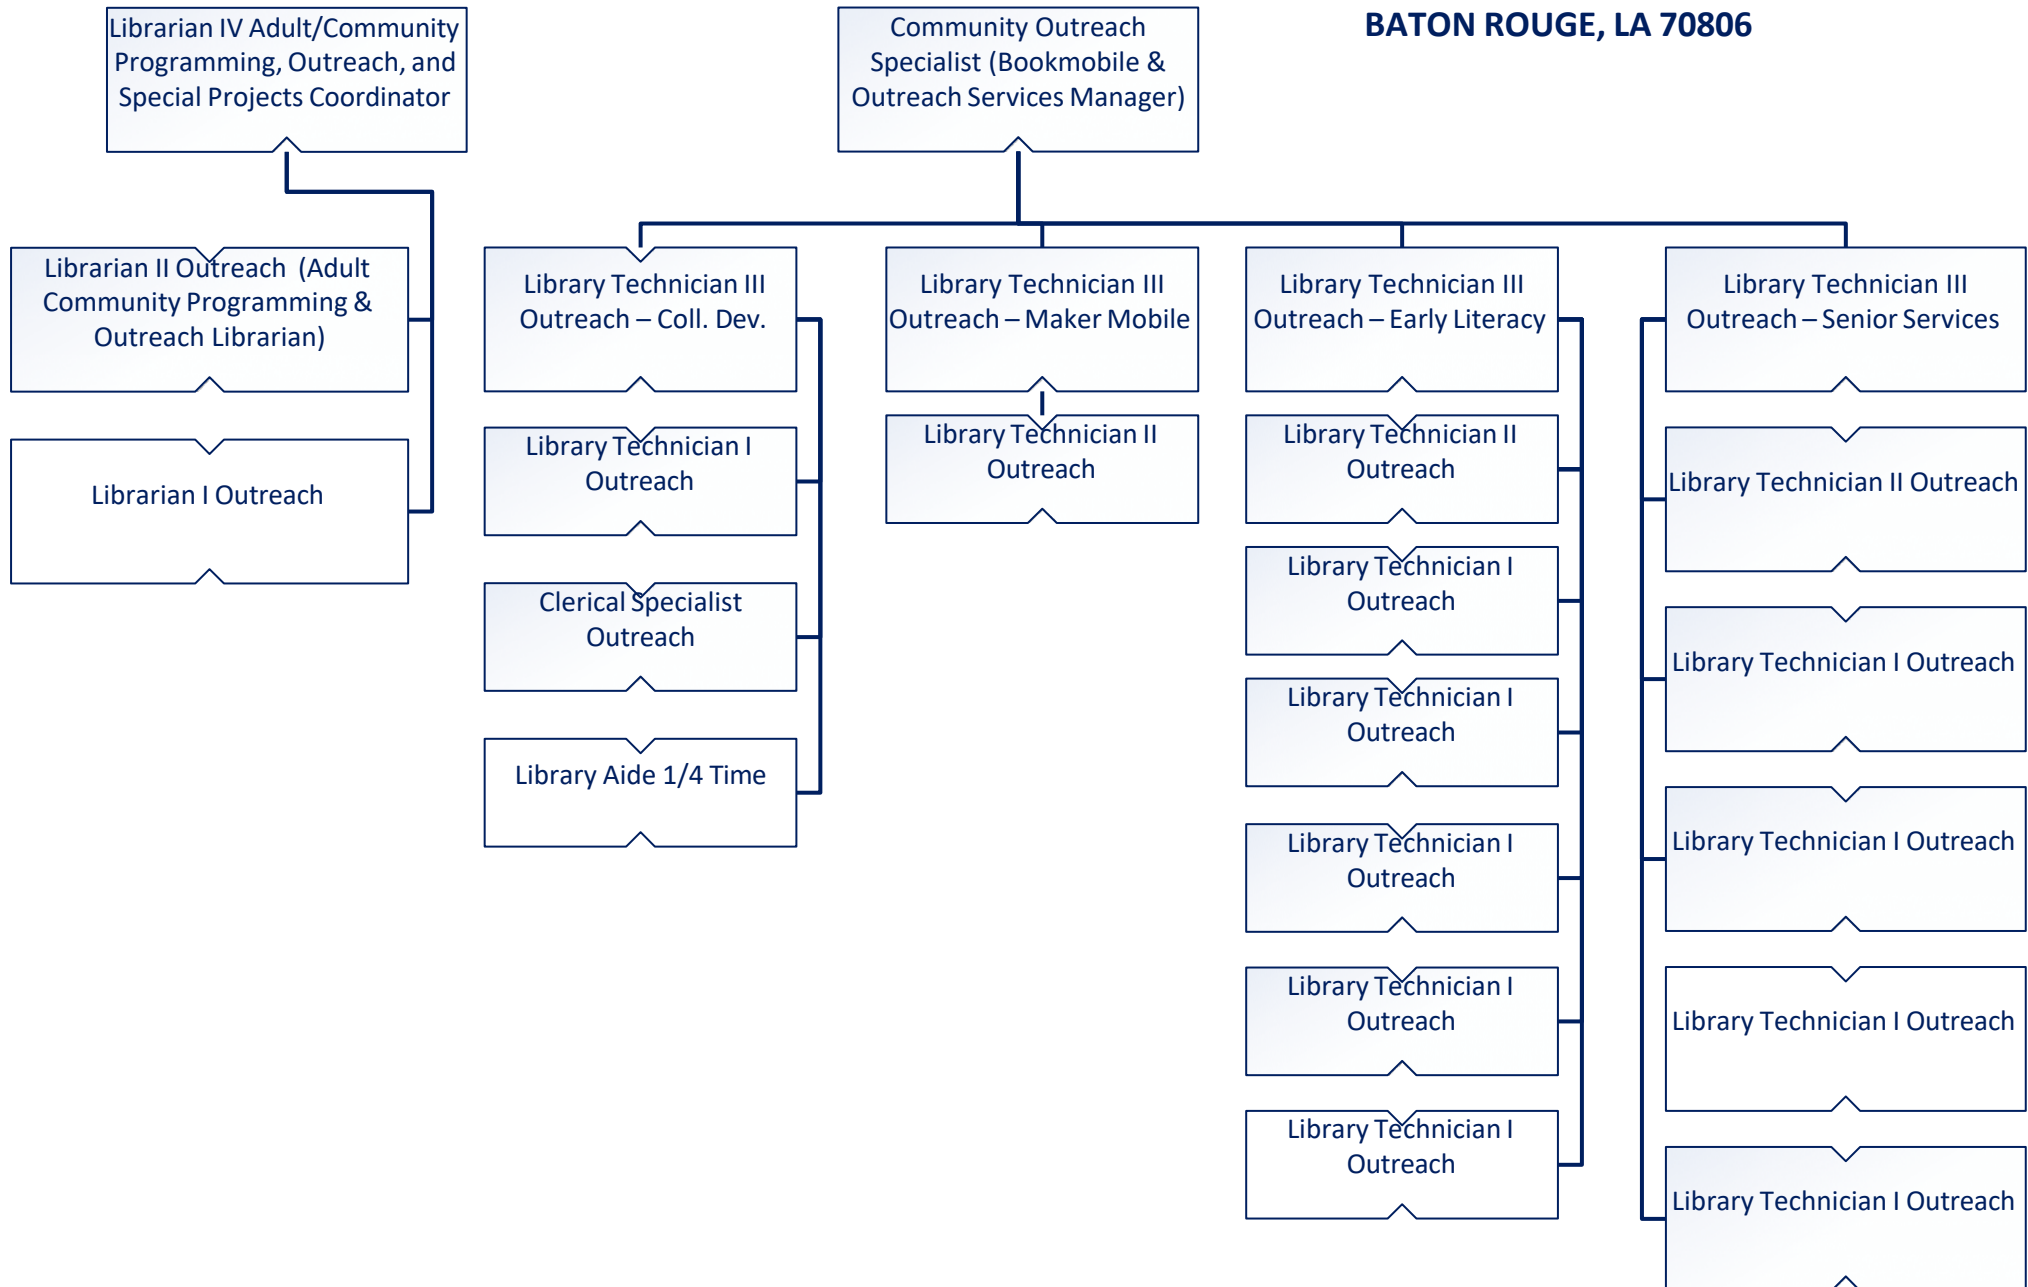 BATON ROUGE, LA 70806
Librarian IV Adult/Community
Programming, Outreach, and
Special Projects Coordinator
Community Outreach
Specialist (Bookmobile &
Outreach Services Manager)
Librarian II Outreach (Adult
Community Programming &
Outreach Librarian)
Librarian I Outreach
Library Technician III
Outreach – Coll. Dev.
Library Technician I
Outreach
Clerical Specialist
Outreach
Library Aide 1/4 Time
Library Technician III
Outreach – Maker Mobile
Library Technician II
Outreach
Library Technician III
Outreach – Early Literacy
Library Technician II
Outreach
Library Technician I
Outreach
Library Technician I
Outreach
Library Technician I
Outreach
Library Technician I
Outreach
Library Technician I
Outreach
Library Technician III
Outreach – Senior Services
Library Technician II Outreach
Library Technician I Outreach
Library Technician I Outreach
Library Technician I Outreach
Library Technician I Outreach